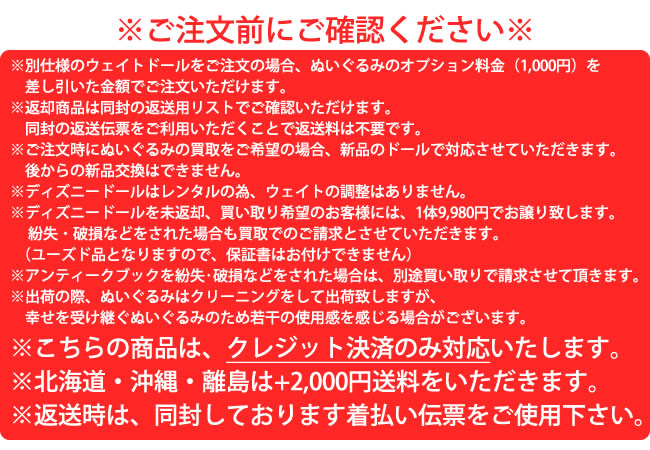 ※ご注文前にご確認ください※
※別仕様のウェイトドールをご注文の場合、ぬいぐるみのオプション料金（1,000円）を
差し引いた金額でご注文いただけます。
※返却商品は同封の返送用リストでご確認いただけます。
同封の返送伝票をご利用いただくことで返送料は不要です。
※ご注文時にぬいぐるみの買取をご希望の場合、新品のドールで対応させていただきます。
後からの新品交換はできません。
※ディズニードールはレンタルの為、ウェイトの調整はありません。
※ディズニードールを未返却、買い取り希望のお客様には、1体9,980円でお譲り致します。
紛失・破損などをされた場合も買取でのご請求とさせていただきます。
（ユーズド品となりますので、保証書はお付けできません）
※アンティークブックを紛失・破損などをされた場合は、別途買い取りで請求させて頂きます。
※出荷の際、ぬいぐるみはクリーニングをして出荷致しますが、
幸せを受け継ぐぬいぐるみのため若干の使用感を感じる場合がございます。
※こちらの商品は、クレジット決済のみ対応いたします。
※北海道・沖縄・離島は+2,000円送料をいただきます。
※返送時は、同封しております着払い伝票をご使用下さい。